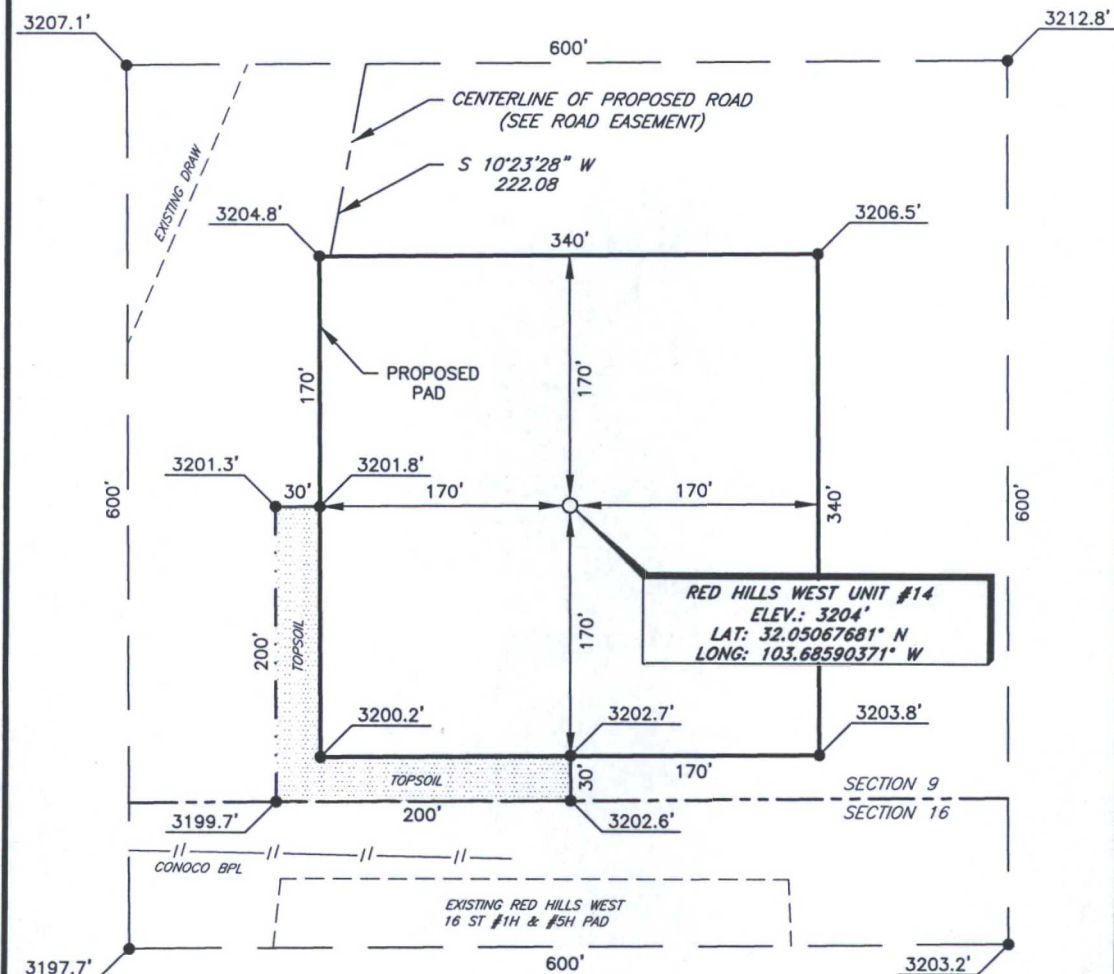 3207.1'
3212.8'
600'
CENTERLINE OF PROPOSED ROAD
(SEE ROAD EASEMENT)
EXISTING DRAW
S 10°23'28" W
222.08
3204.8'
3206.5'
340'
170'
PROPOSED
PAD
170'
3201.3'
3201.8'
600'
30'
170'
170'
340'
600'
RED HILLS WEST UNIT #14
ELEV.: 3204'
LAT: 32.05067681° N
LONG: 103.68590371° W
200'
TOPSOIL
170'
3200.2'
3202.7'
3203.8'
TOPSOIL
30'
170'
SECTION 9
3199.7'
200'
3202.6'
SECTION 16
CONOCO BPL
EXISTING RED HILLS WEST
16 ST #1H & #5H PAD
3197.7'
600'
3203.2'